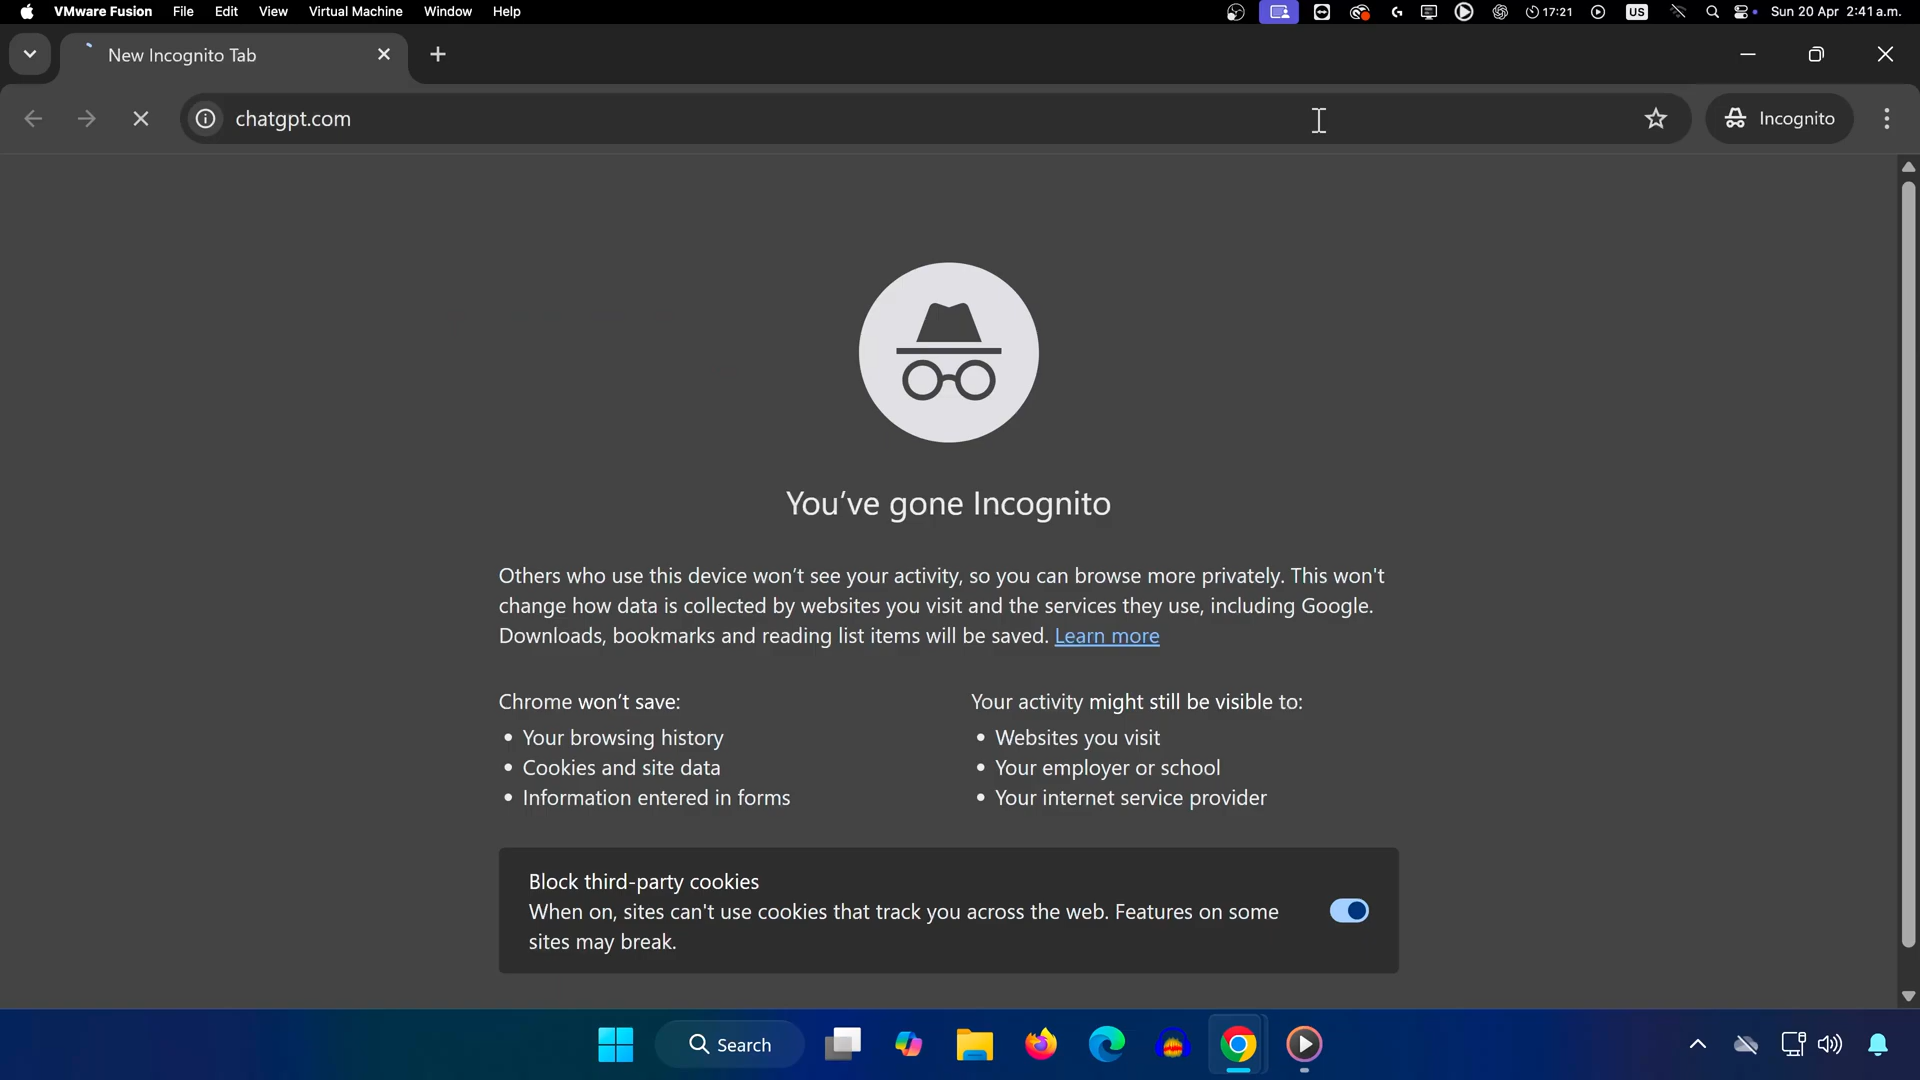 VMware Fusion File Edit View Virtual Machine Window Help 17:21 US Sun 20 Apr 2:41 a.m.
New Incognito Tab
chatgpt.com Incognito
You've gone Incognito
Others who use this device won't see your activity, so you can browse more privately. This won't
change how data is collected by websites you visit and the services they use, including Google.
Downloads, bookmarks and reading list items will be saved. Learn more
Chrome won't save:
• Your browsing history
• Cookies and site data
• Information entered in forms
Your activity might still be visible to:
• Websites you visit
• Your employer or school
• Your internet service provider
Block third-party cookies
When on, sites can't use cookies that track you across the web. Features on some
sites may break.
Search